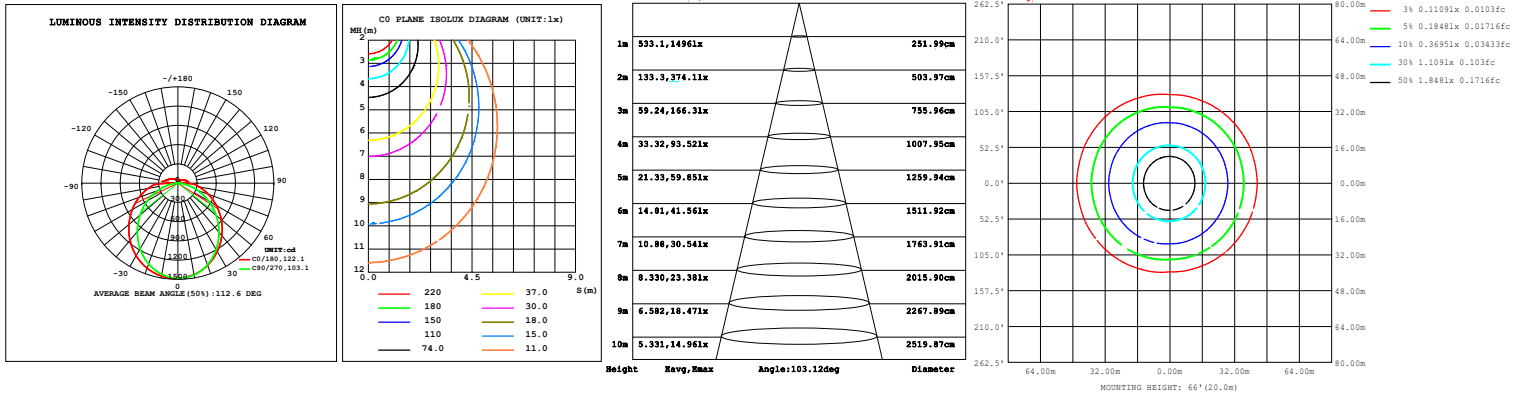 LUMINOUS INTENSITY DISTRIBUTION DIAGRAM
-/+180
-150 150
-120 120
-90 90
-60 60
-30 30
0
0
300
600
900
1200
1500
UNIT:cd
C0/180,122.1
C90/270,103.1
AVERAGE BEAM ANGLE(50%):112.6 DEG
C0 PLANE ISOLUX DIAGRAM (UNIT:lx)
MH(m)
2
3
4
5
6
7
8
9
10
11
12
0.0 4.5 9.0
S(m)
220 37.0
180 30.0
150 18.0
110 15.0
74.0 11.0
1m 533.1,1496lx 251.99cm
2m 133.3,374.11lx 503.97cm
3m 59.24,166.31lx 755.96cm
4m 33.32,93.52lx 1007.95cm
5m 21.33,59.85lx 1259.94cm
6m 14.81,41.56lx 1511.92cm
7m 10.88,30.54lx 1763.91cm
8m 8.330,23.38lx 2015.90cm
9m 6.582,18.47lx 2267.89cm
10m 5.331,14.96lx 2519.87cm
Height Eavg,Emax Angle:103.12deg Diameter
262.5' 80.00m
210.0' 64.00m
157.5' 48.00m
105.0' 32.00m
52.5' 16.00m
0.0' 0.00m
52.5' 16.00m
105.0' 32.00m
157.5' 48.00m
210.0' 64.00m
262.5' 80.00m
64.00m 32.00m 0.00m 32.00m 64.00m
MOUNTING HEIGHT: 66'(20.0m)
3% 0.1109lx 0.0103fc
5% 0.1848lx 0.01716fc
10% 0.3695lx 0.03433fc
30% 1.109lx 0.103fc
50% 1.848lx 0.1716fc